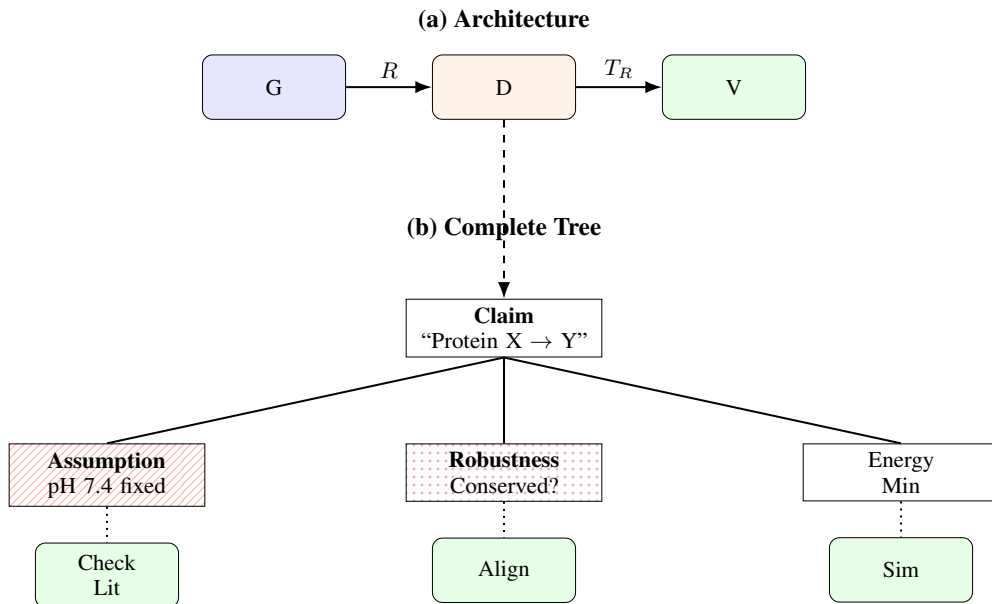 (a) Architecture
G
R
D
T_R
V
(b) Complete Tree
Claim
“Protein X → Y”
Assumption
pH 7.4 fixed
Robustness
Conserved?
Energy
Min
Check
Lit
Align
Sim